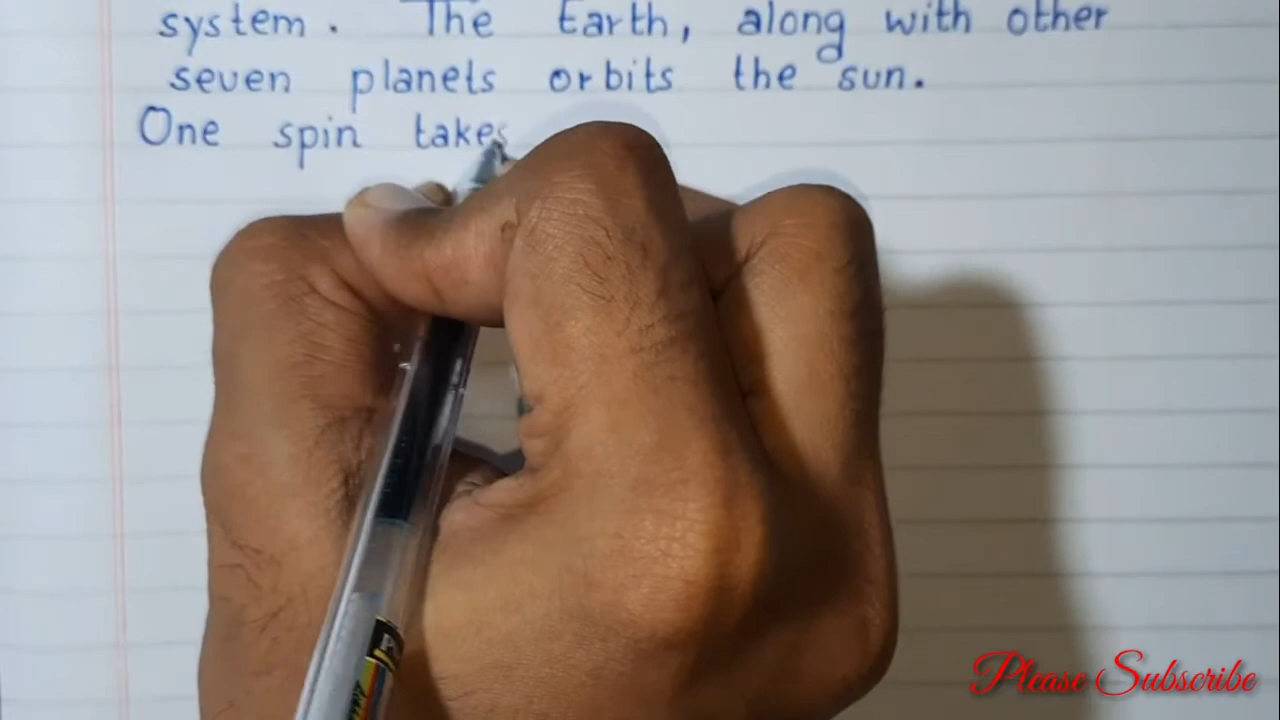 system. The Earth, along with other
seven planets orbits the sun.
One spin takes
Please Subscribe